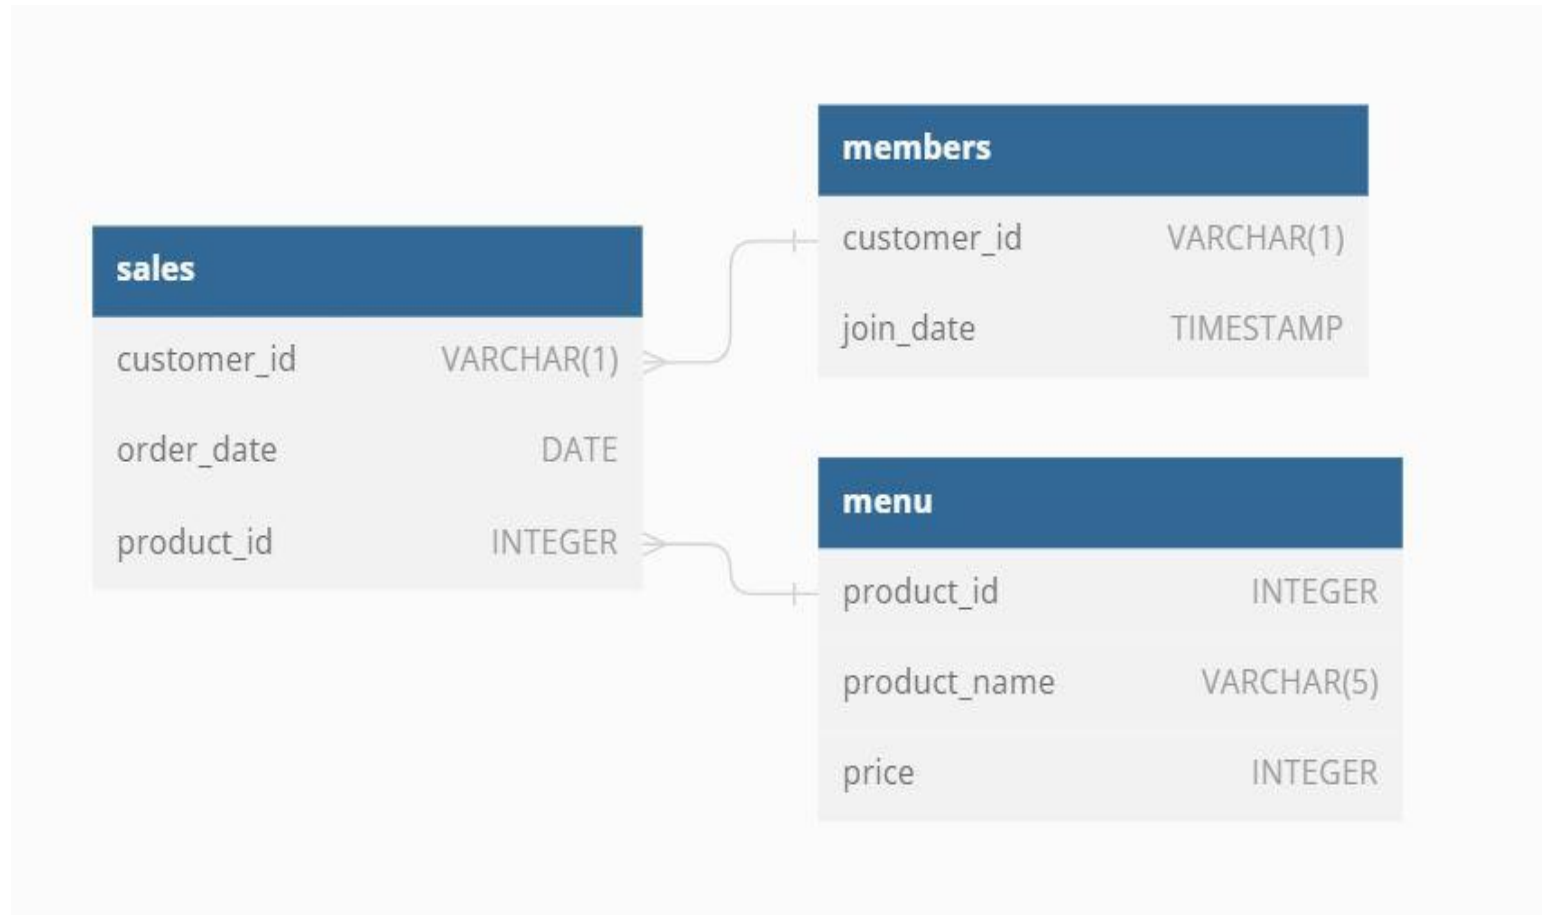 sales
customer_id VARCHAR(1)
order_date DATE
product_id INTEGER
members
customer_id VARCHAR(1)
join_date TIMESTAMP
menu
product_id INTEGER
product_name VARCHAR(5)
price INTEGER